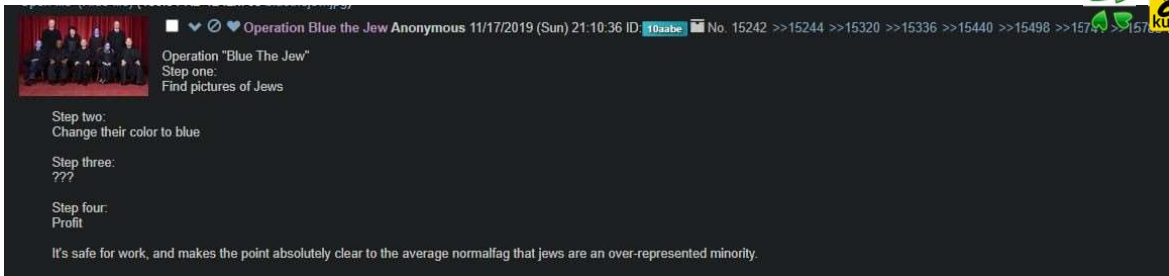 Operation Blue the Jew Anonymous 11/17/2019 (Sun) 21:10:36 ID: 10aabe No. 15242 >>15244 >>15320 >>15336 >>15440 >>15498
Operation "Blue The Jew"
Step one:
Find pictures of Jews
Step two:
Change their color to blue
Step three:
???
Step four:
Profit
It's safe for work, and makes the point absolutely clear to the average normalfag that jews are an over-represented minority.